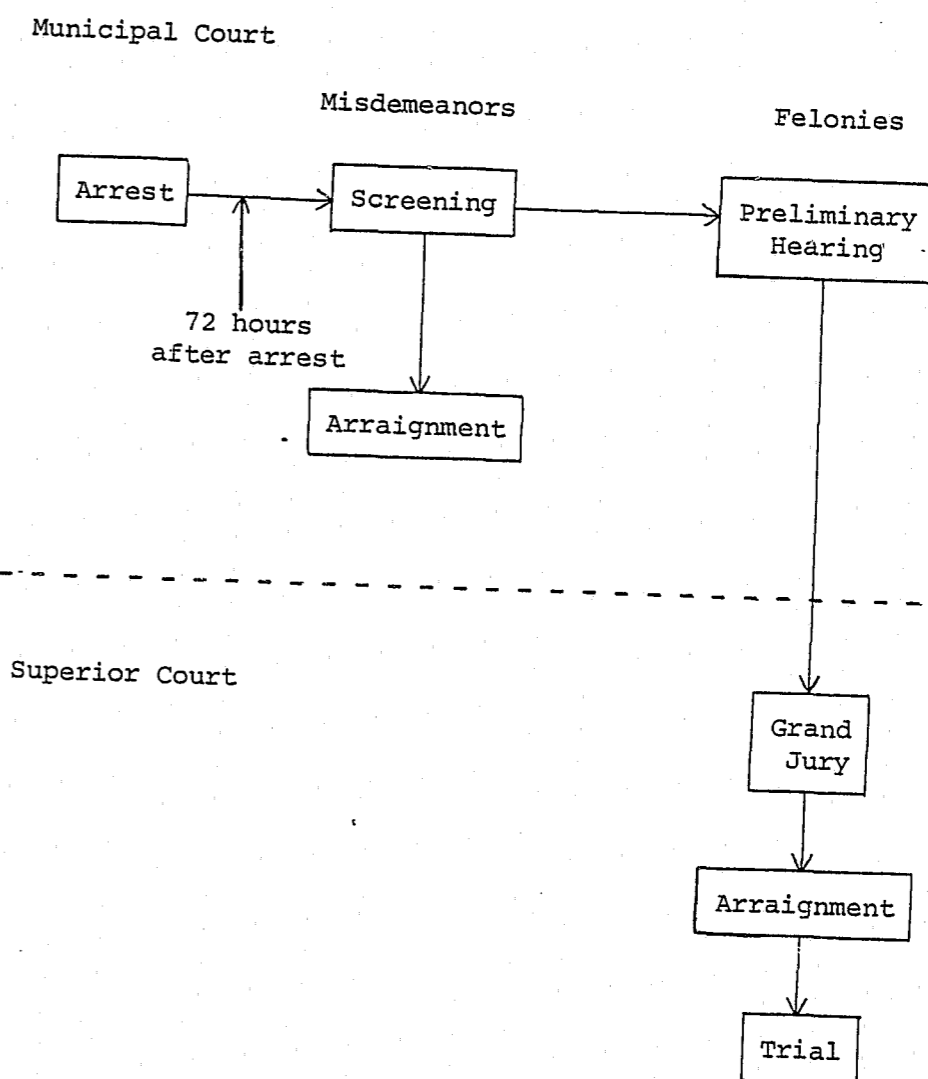 Municipal Court
Misdemeanors
Felonies
Arrest
Screening
Preliminary
Hearing
72 hours
after arrest
Arraignment
Superior Court
Grand
Jury
Arraignment
Trial